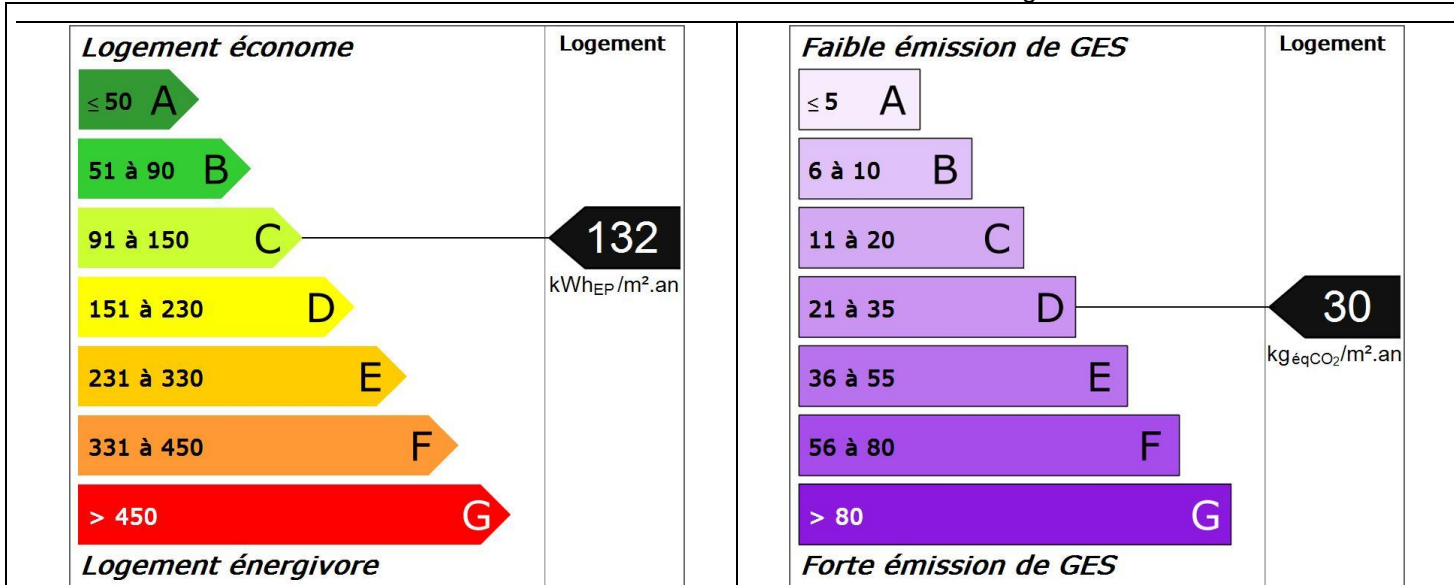 Logement économe Logement
≤ 50 A
51 à 90 B
91 à 150 C 132
kWhEP/m².an
151 à 230 D
231 à 330 E
331 à 450 F
> 450 G
Logement énergivore
Faible émission de GES Logement
≤ 5 A
6 à 10 B
11 à 20 C
21 à 35 D 30
kgéqCO₂/m².an
36 à 55 E
56 à 80 F
> 80 G
Forte émission de GES